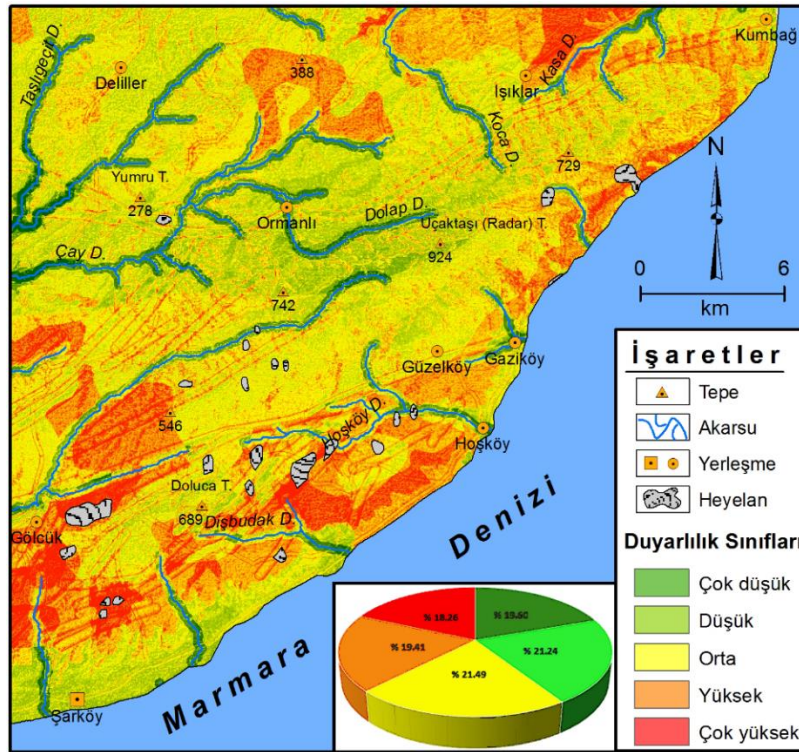 Taşlıgeçit D.
Deliller
388
Kumbağ
Kasa D.
Işıklar
Koca D.
729
Yumru T.
278
Ormanlı
Dolap D.
Uçaktaşı (Radar) T.
924
Çay D.
742
N
0 6
km
Güzelköy
Gaziköy
546
Hoşköy D.
Hoşköy
Doluca T.
689
Dişbudak D.
Gölcük
Şarköy
Marmara Denizi
İşaretler
Tepe
Akarsu
Yerleşme
Heyelan
Duyarlılık Sınıfları
Çok düşük
Düşük
Orta
Yüksek
Çok yüksek
% 18.26
% 19.60
% 19.41
% 21.24
% 21.49